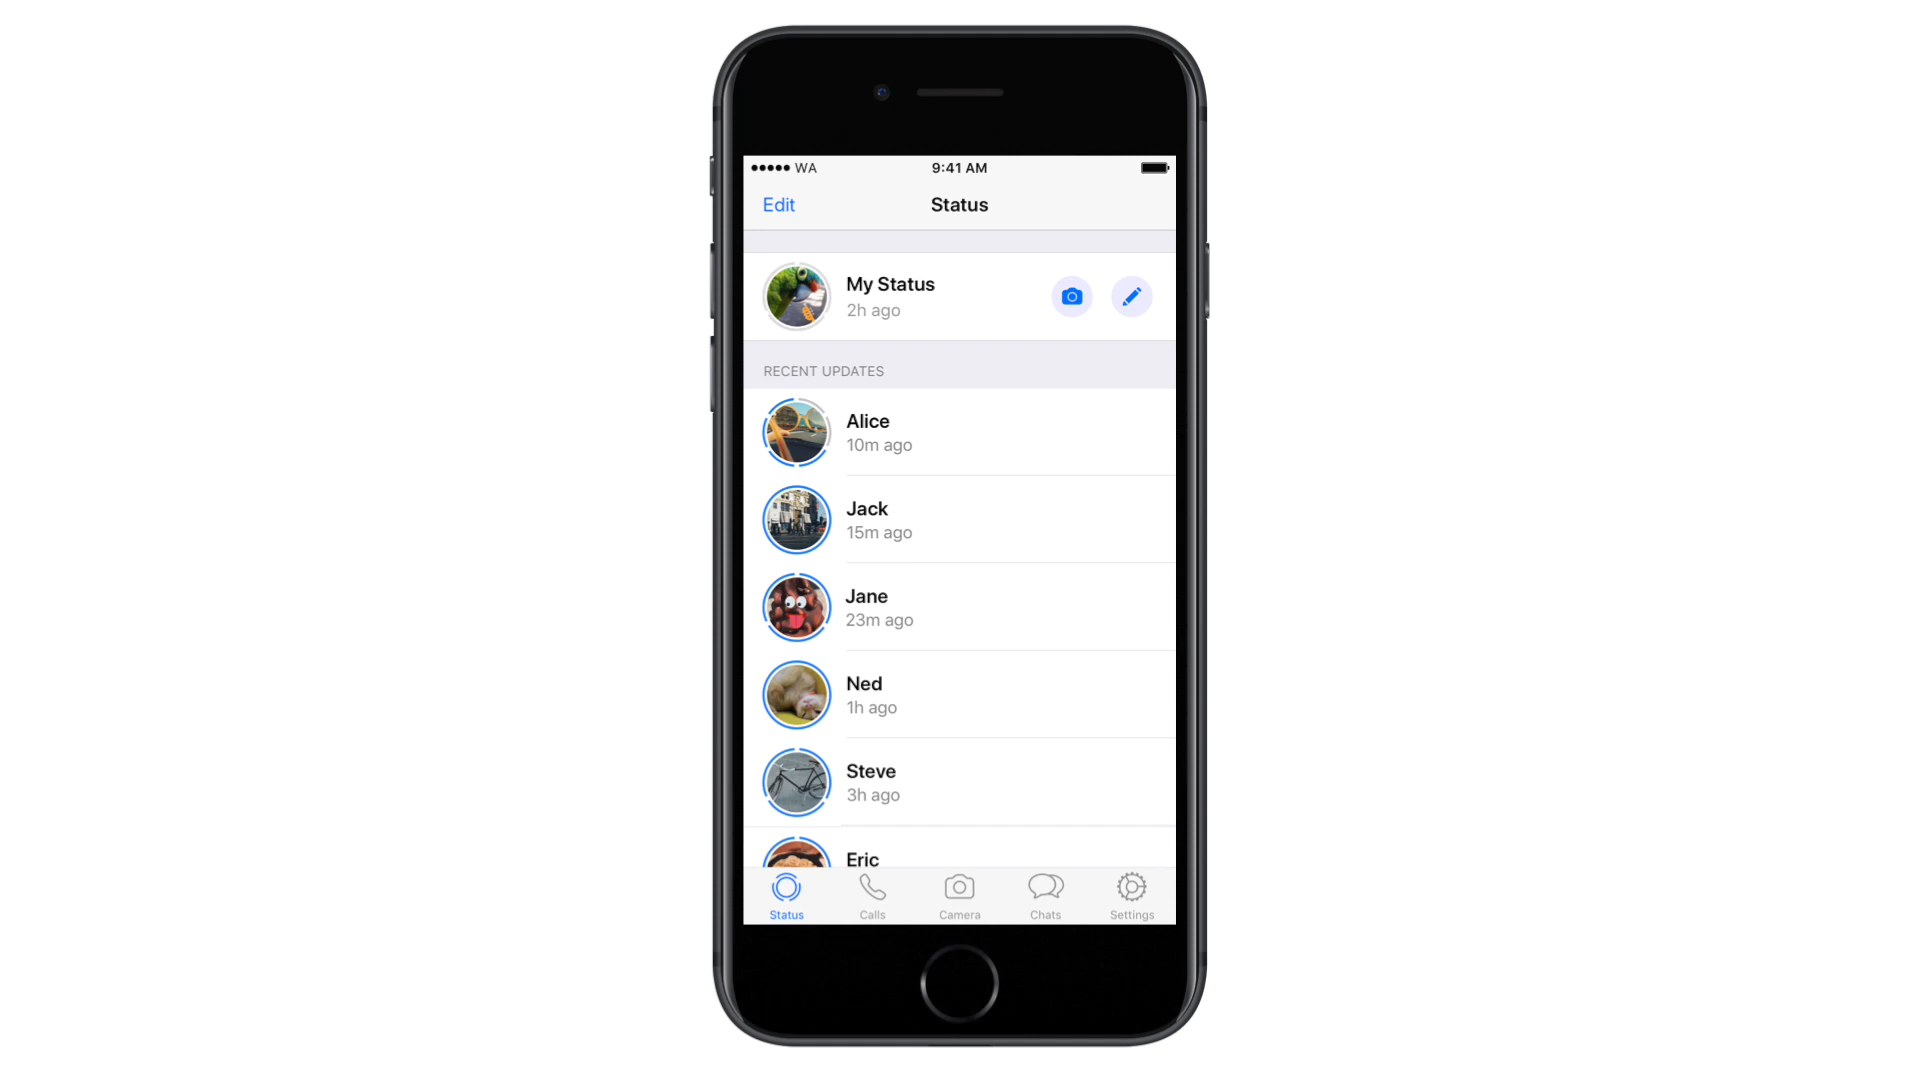 WA 9:41 AM
Edit Status
My Status
2h ago
RECENT UPDATES
Alice
10m ago
Jack
15m ago
Jane
23m ago
Ned
1h ago
Steve
3h ago
Eric
Status Calls Camera Chats Settings